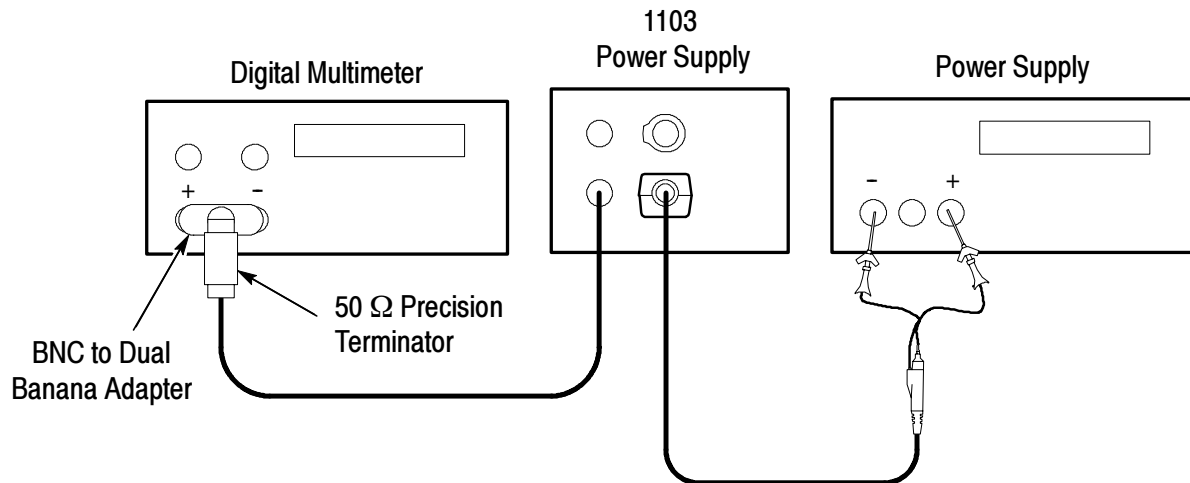 1103
Power Supply
Digital Multimeter
Power Supply
+ -
- +
50 Ω Precision
Terminator
BNC to Dual
Banana Adapter